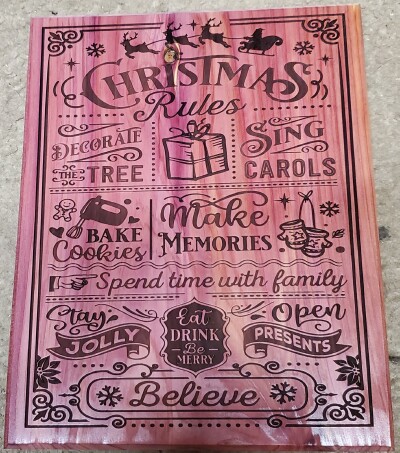 CHRISTMAS
Rules
DECORATE
THE TREE
SING
CAROLS
BAKE
Cookies
Make
MEMORIES
Spend time with family
Stay
JOLLY
Eat
DRINK
Be
MERRY
Open
PRESENTS
Believe